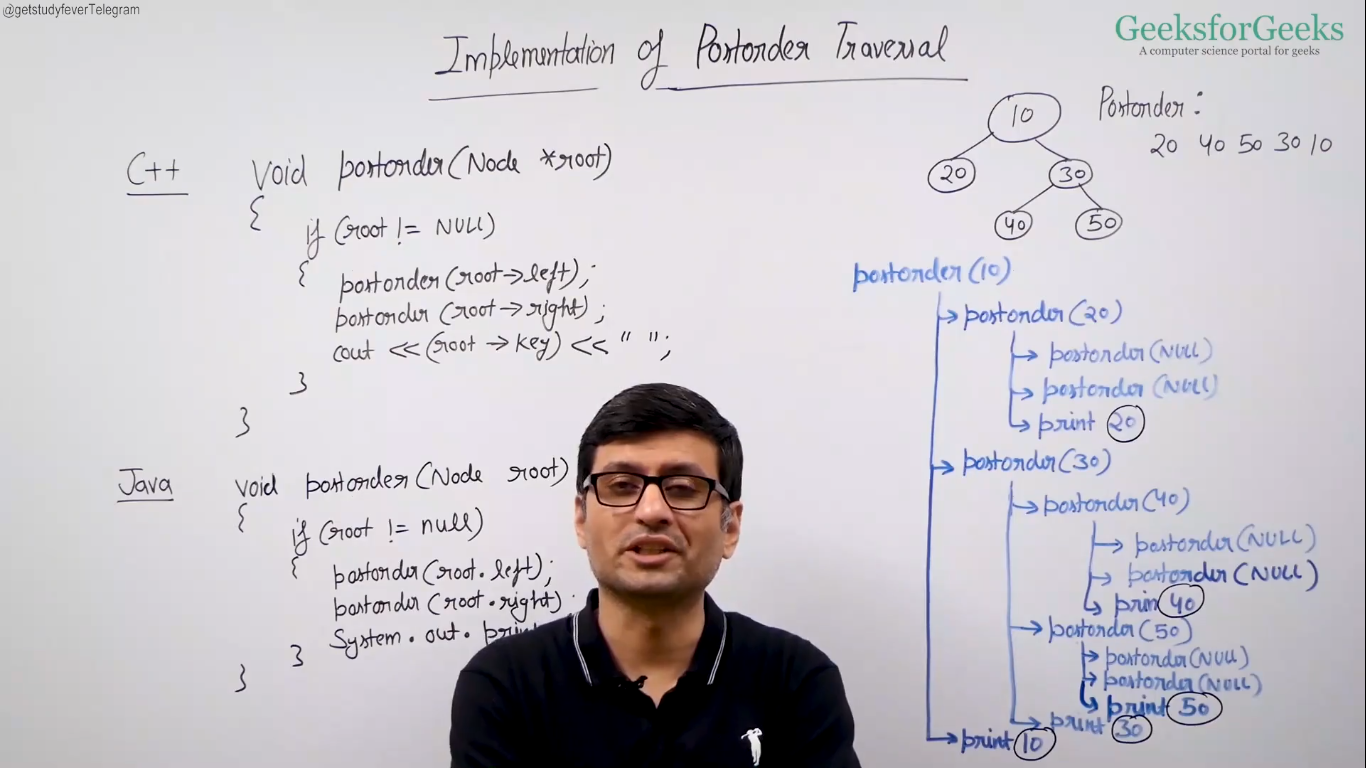 @getstudyfeverTelegram
GeeksforGeeks
A computer science portal for geeks
Implementation of Postorder Traversal
C++
void postorder(Node *root)
{
if (root != NULL)
{ postorder(root->left);
postorder (root->right);
cout << (root->key) << " ";
}
}
Java
void postorder(Node root)
{
if (root != null)
{ postorder(root.left);
postorder(root.right);
System.out.
}
}
10
20 30
40 50
Postorder:
20 40 50 30 10
postorder(10)
postorder(20)
postorder(NULL)
postorder(NULL)
print 20
postorder(30)
postorder(40)
postorder(NULL)
postorder(NULL)
print 40
postorder(50)
postorder(NULL)
postorder(NULL)
print 50
print 30
print 10